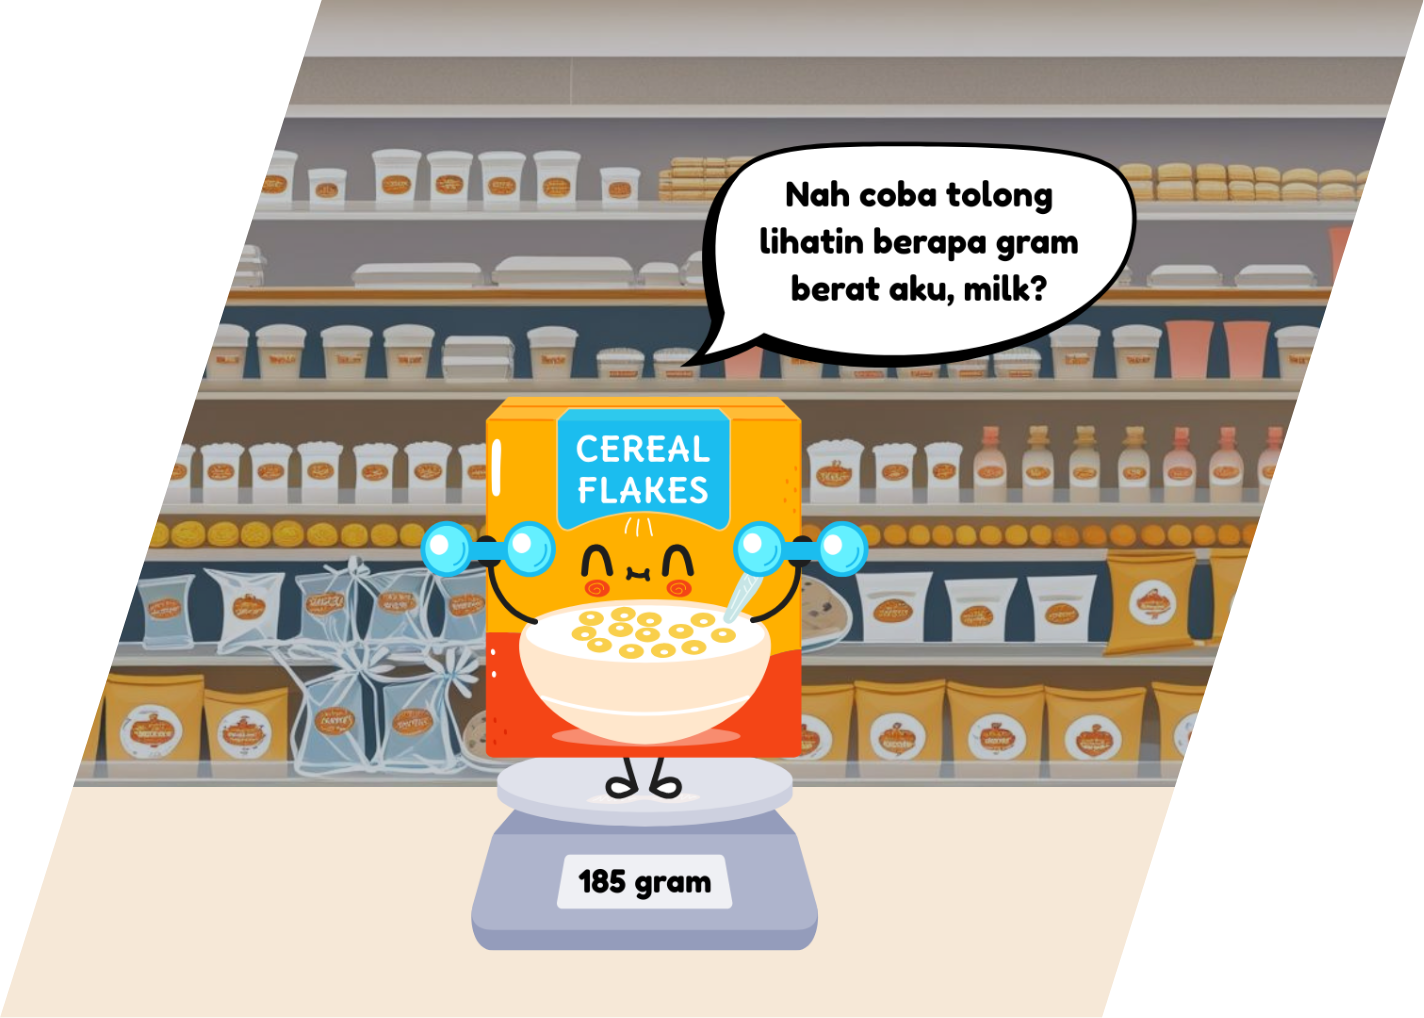 Nah coba tolong
lihatin berapa gram
berat aku, milk?
CEREAL
FLAKES
185 gram